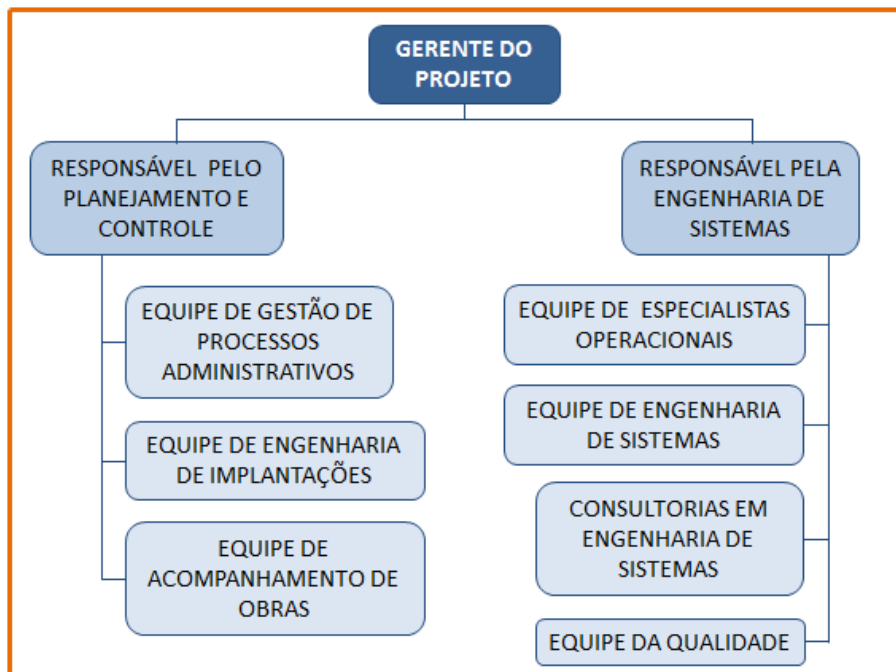 GERENTE DO
PROJETO
RESPONSÁVEL PELO
PLANEJAMENTO E
CONTROLE
EQUIPE DE GESTÃO DE
PROCESSOS
ADMINISTRATIVOS
EQUIPE DE ENGENHARIA
DE IMPLANTAÇÕES
EQUIPE DE
ACOMPANHAMENTO DE
OBRAS
RESPONSÁVEL PELA
ENGENHARIA DE
SISTEMAS
EQUIPE DE ESPECIALISTAS
OPERACIONAIS
EQUIPE DE ENGENHARIA
DE SISTEMAS
CONSULTORIAS EM
ENGENHARIA DE
SISTEMAS
EQUIPE DA QUALIDADE